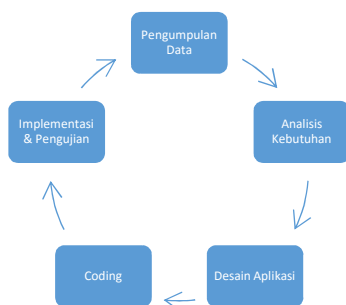 Pengumpulan
Data
Analisis
Kebutuhan
Desain Aplikasi
Coding
Implementasi
& Pengujian